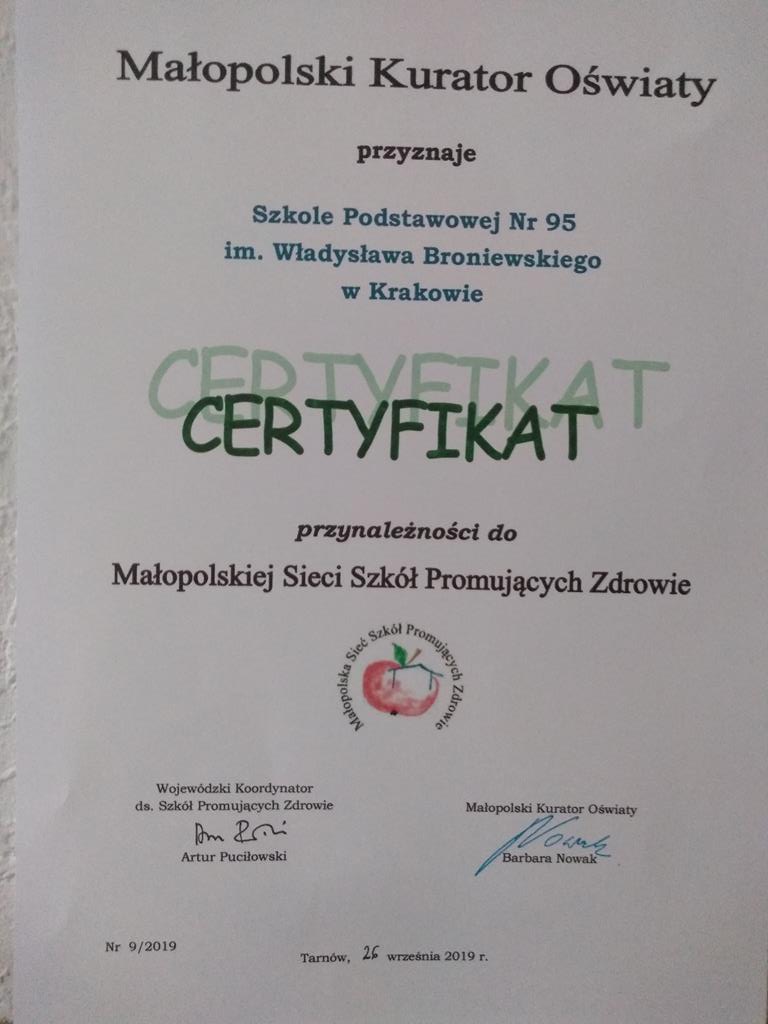 Małopolski Kurator Oświaty
przyznaje
Szkole Podstawowej Nr 95
im. Władysława Broniewskiego
w Krakowie
CERTYFIKAT
CERTYFIKAT
przynależności do
Małopolskiej Sieci Szkół Promujących Zdrowie
Małopolska Sieć Szkół Promujących Zdrowie
Wojewódzki Koordynator
ds. Szkół Promujących Zdrowie
Artur Puciłowski
Małopolski Kurator Oświaty
Nowak
Barbara Nowak
Nr 9/2019
Tarnów, 26 września 2019 r.